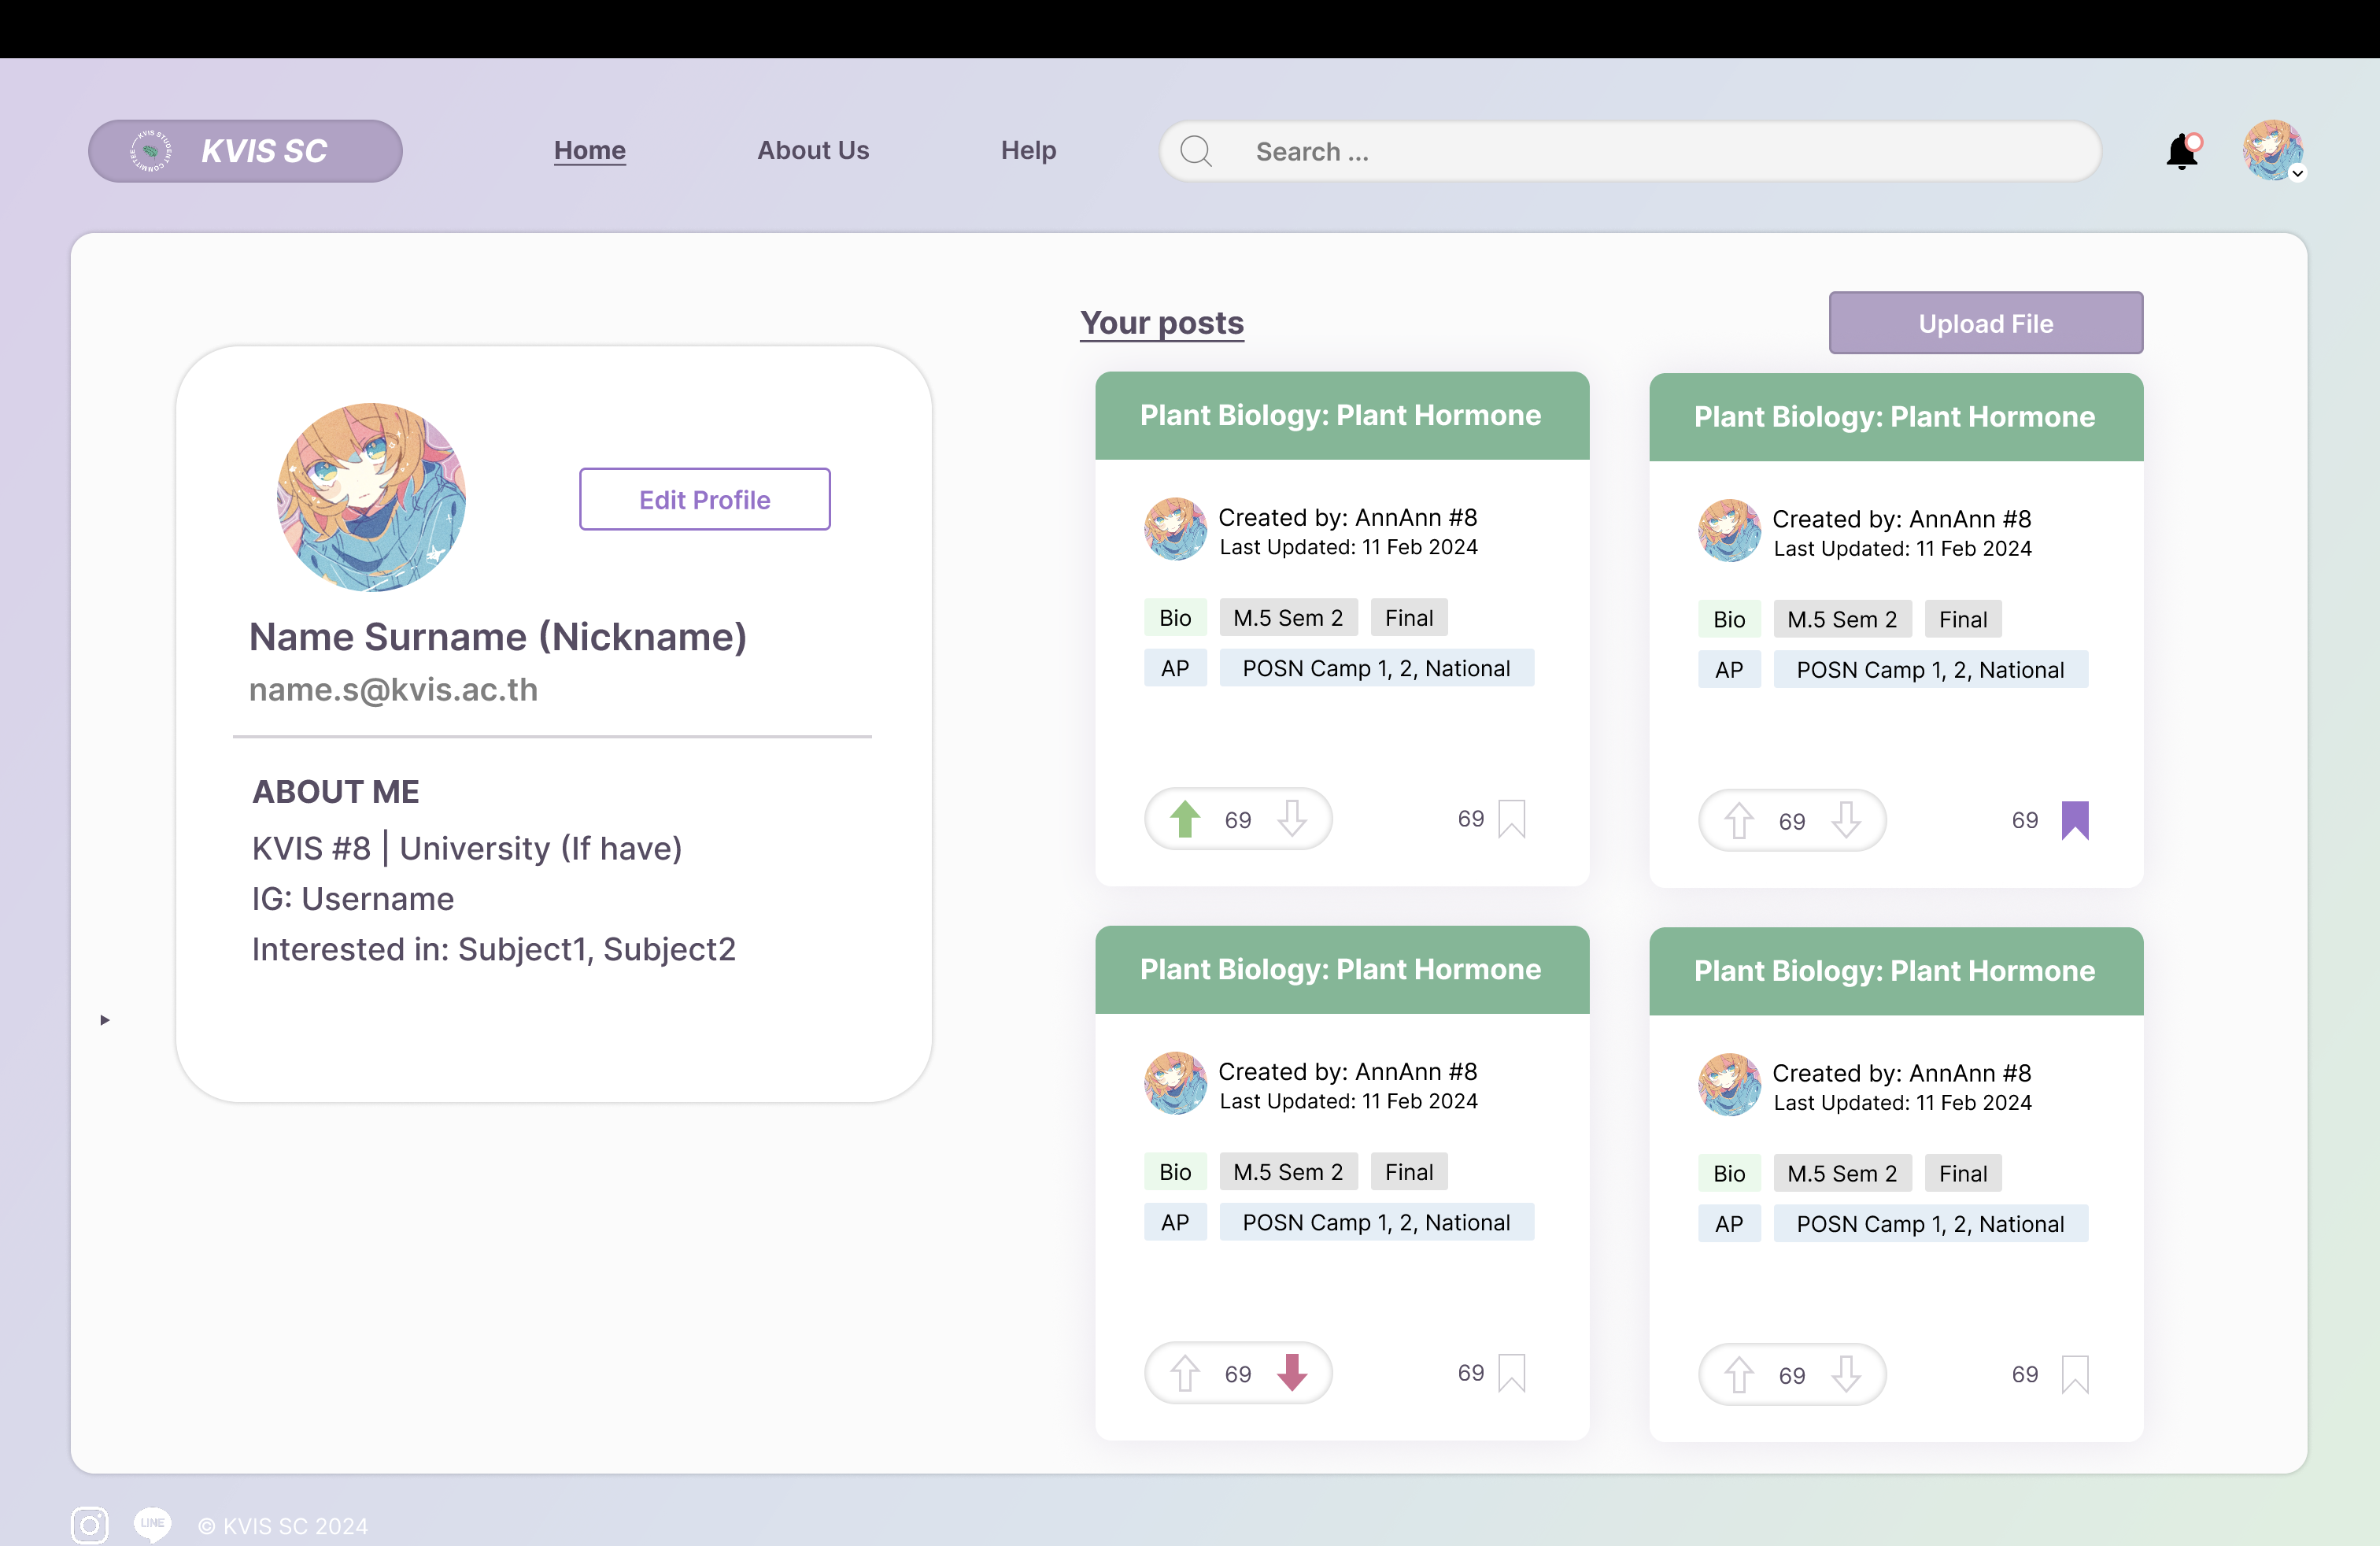 KVIS STUDENT COMMITTEE
KVIS SC
Home
About Us
Help
Search ...
Name Surname (Nickname)
name.s@kvis.ac.th
Edit Profile
ABOUT ME
KVIS #8 | University (If have)
IG: Username
Interested in: Subject1, Subject2
Your posts
Upload File
Plant Biology: Plant Hormone
Created by: AnnAnn #8
Last Updated: 11 Feb 2024
Bio M.5 Sem 2 Final
AP POSN Camp 1, 2, National
69 69
Plant Biology: Plant Hormone
Created by: AnnAnn #8
Last Updated: 11 Feb 2024
Bio M.5 Sem 2 Final
AP POSN Camp 1, 2, National
69 69
Plant Biology: Plant Hormone
Created by: AnnAnn #8
Last Updated: 11 Feb 2024
Bio M.5 Sem 2 Final
AP POSN Camp 1, 2, National
69 69
Plant Biology: Plant Hormone
Created by: AnnAnn #8
Last Updated: 11 Feb 2024
Bio M.5 Sem 2 Final
AP POSN Camp 1, 2, National
69 69
LINE
© KVIS SC 2024